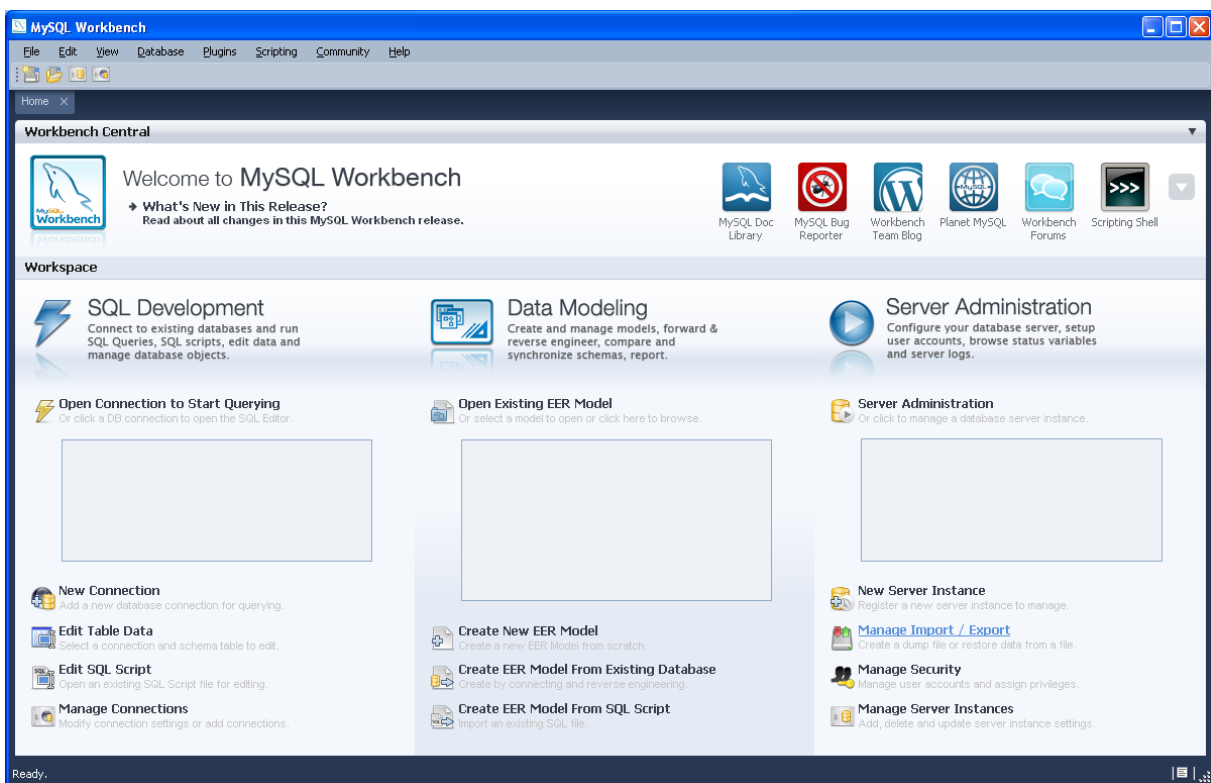 MySQL Workbench
File Edit View Database Plugins Scripting Community Help
Home
Workbench Central
MySQL
Workbench
Welcome to MySQL Workbench
What's New in This Release?
Read about all changes in this MySQL Workbench release.
MySQL Doc
Library
MySQL Bug
Reporter
Workbench
Team Blog
MySQL
Planet MySQL
Workbench
Forums
>>>
Scripting Shell
Workspace
SQL Development
Connect to existing databases and run
SQL Queries, SQL scripts, edit data and
manage database objects.
Open Connection to Start Querying
Or click a DB connection to open the SQL Editor.
New Connection
Add a new database connection for querying.
Edit Table Data
Select a connection and schema table to edit.
Edit SQL Script
Open an existing SQL Script file for editing.
Manage Connections
Modify connection settings or add connections.
Data Modeling
Create and manage models, forward &
reverse engineer, compare and
synchronize schemas, report.
Open Existing EER Model
Or select a model to open or click here to browse.
Create New EER Model
Create a new EER Model from scratch.
Create EER Model From Existing Database
Create by connecting and reverse engineering.
Create EER Model From SQL Script
Import an existing SQL file.
Server Administration
Configure your database server, setup
user accounts, browse status variables
and server logs.
Server Administration
Or click to manage a database server instance.
New Server Instance
Register a new server instance to manage.
Manage Import / Export
Create a dump file or restore data from a file.
Manage Security
Manage user accounts and assign privileges.
Manage Server Instances
Add, delete and update server instance settings.
Ready.